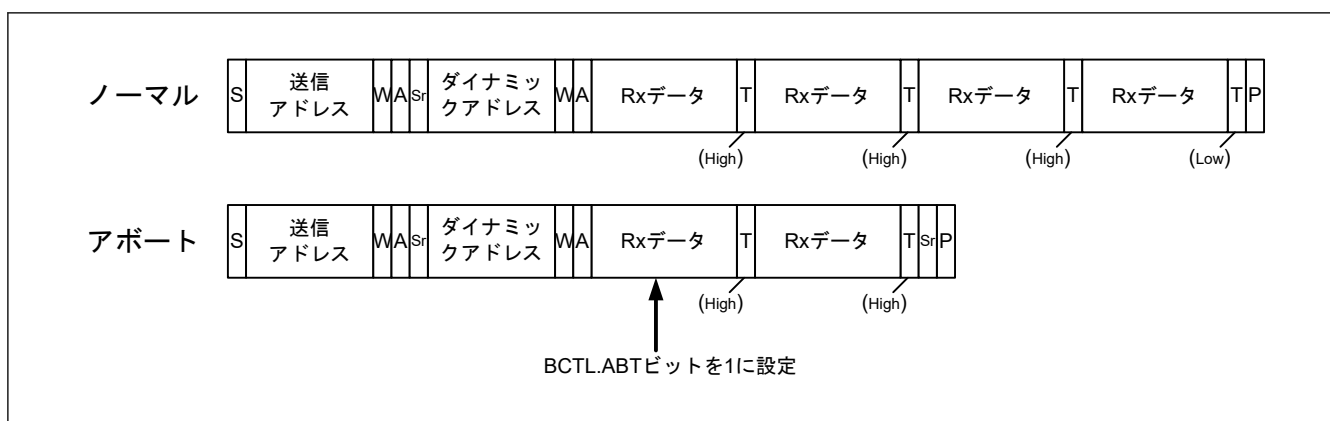 ノーマル S 送信 アドレス W A Sr ダイナミッ クアドレス W A Rxデータ T Rxデータ T Rxデータ T Rxデータ T P
(High) (High) (High) (Low)
アボート S 送信 アドレス W A Sr ダイナミッ クアドレス W A Rxデータ T Rxデータ T Sr P
(High) (High)
BCTL.ABTビットを1に設定